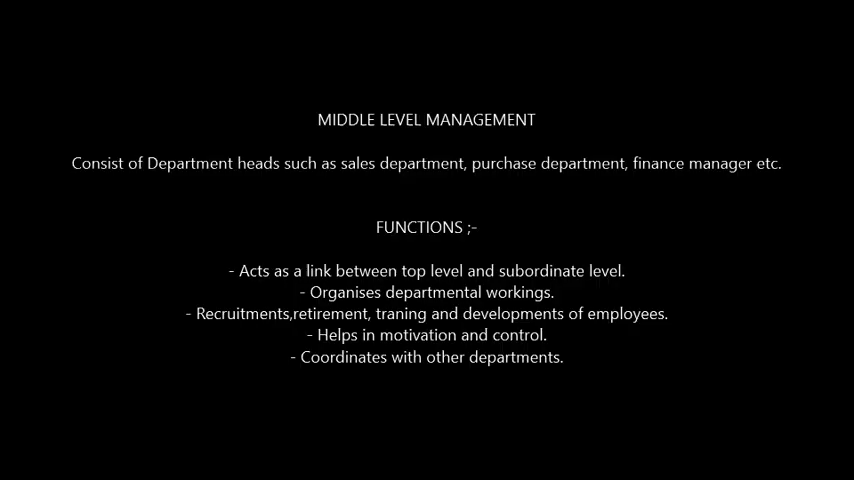 MIDDLE LEVEL MANAGEMENT
Consist of Department heads such as sales department, purchase department, finance manager etc.
FUNCTIONS ;-
- Acts as a link between top level and subordinate level.
- Organises departmental workings.
- Recruitments,retirement, traning and developments of employees.
- Helps in motivation and control.
- Coordinates with other departments.